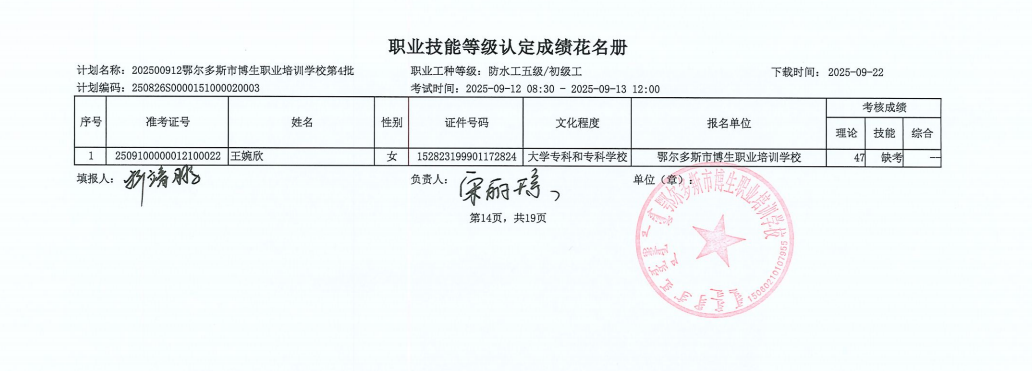 职业技能等级认定成绩花名册
计划名称：202500912鄂尔多斯市博生职业培训学校第4批 职业工种等级：防水工五级/初级工 下载时间：2025-09-22
计划编码：250826S0000151000020003 考试时间：2025-09-12 08:30 - 2025-09-13 12:00
序号 准考证号 姓名 性别 证件号码 文化程度 报名单位 考核成绩
理论 技能 综合
1 2509100000012100022 王婉欣 女 152823199901172824 大学专科和专科学校 鄂尔多斯市博生职业培训学校 47 缺考 --
填报人： 负责人： 单位（章）：
第14页，共19页
鄂尔多斯市博生职业培训学校